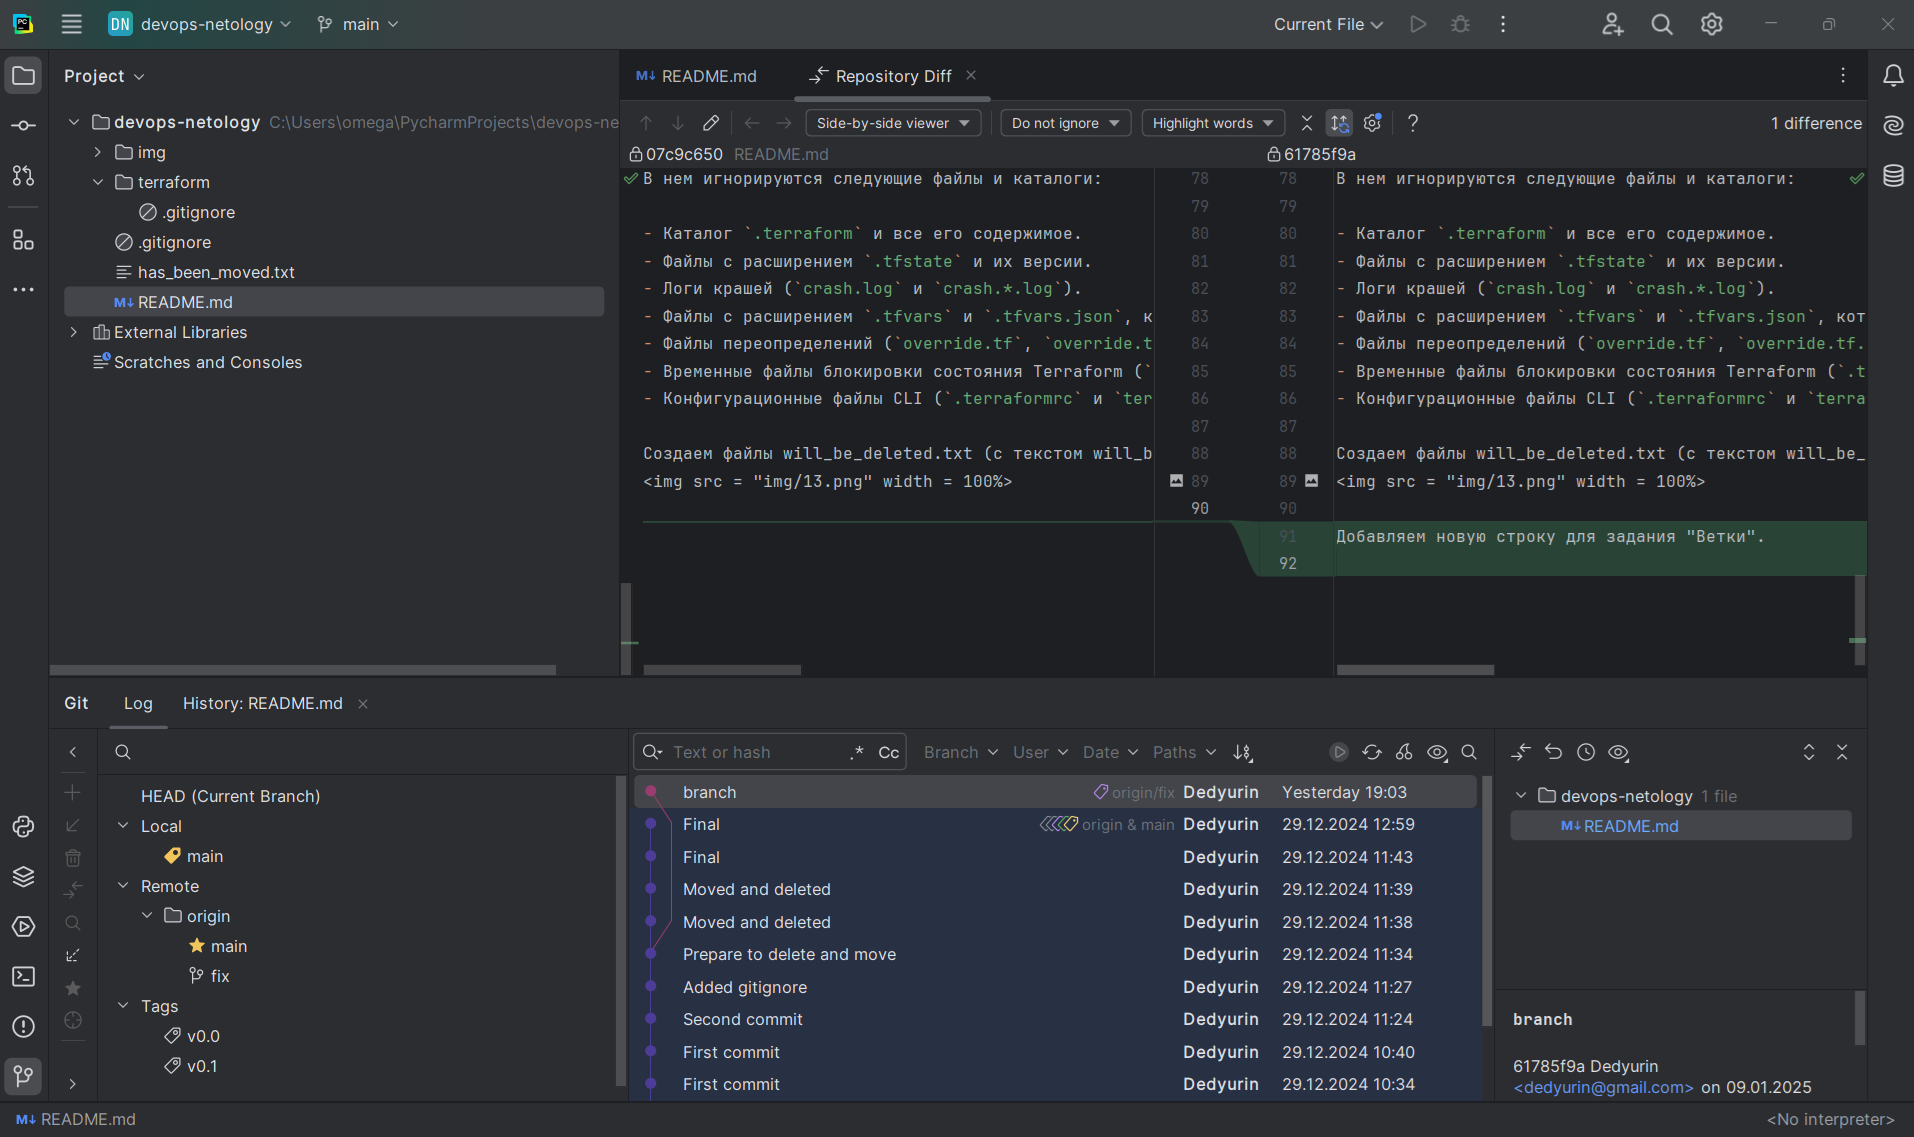 DN devops-netology main Current File
Project
devops-netology C:\Users\omega\PycharmProjects\devops-ne
img
terraform
.gitignore
.gitignore
has_been_moved.txt
M↓ README.md
External Libraries
Scratches and Consoles
M↓ README.md Repository Diff
Side-by-side viewer Do not ignore Highlight words ? 1 difference
07c9c650 README.md 61785f9a
В нем игнорируются следующие файлы и каталоги: 78 78 В нем игнорируются следующие файлы и каталоги:
79 79
- Каталог `.terraform` и все его содержимое. 80 80 - Каталог `.terraform` и все его содержимое.
- Файлы с расширением `.tfstate` и их версии. 81 81 - Файлы с расширением `.tfstate` и их версии.
- Логи крашей (`crash.log` и `crash.*.log`). 82 82 - Логи крашей (`crash.log` и `crash.*.log`).
- Файлы с расширением `.tfvars` и `.tfvars.json`, к 83 83 - Файлы с расширением `.tfvars` и `.tfvars.json`, кот
- Файлы переопределений (`override.tf`, `override.t 84 84 - Файлы переопределений (`override.tf`, `override.tf.
- Временные файлы блокировки состояния Terraform (` 85 85 - Временные файлы блокировки состояния Terraform (`.t
- Конфигурационные файлы CLI (`.terraformrc` и `ter 86 86 - Конфигурационные файлы CLI (`.terraformrc` и `terra
87 87
Создаем файлы will_be_deleted.txt (с текстом will_b 88 88 Создаем файлы will_be_deleted.txt (с текстом will_be_
<img src = "img/13.png" width = 100%> 89 89 <img src = "img/13.png" width = 100%>
90 90
91 Добавляем новую строку для задания "Ветки".
92
Git Log History: README.md
HEAD (Current Branch)
Local
main
Remote
origin
main
fix
Tags
v0.0
v0.1
Text or hash .* Cc Branch User Date Paths
branch origin/fix Dedyurin Yesterday 19:03
Final origin & main Dedyurin 29.12.2024 12:59
Final Dedyurin 29.12.2024 11:43
Moved and deleted Dedyurin 29.12.2024 11:39
Moved and deleted Dedyurin 29.12.2024 11:38
Prepare to delete and move Dedyurin 29.12.2024 11:34
Added gitignore Dedyurin 29.12.2024 11:27
Second commit Dedyurin 29.12.2024 11:24
First commit Dedyurin 29.12.2024 10:40
First commit Dedyurin 29.12.2024 10:34
devops-netology 1 file
M↓ README.md
branch
61785f9a Dedyurin
<dedyurin@gmail.com> on 09.01.2025
M↓ README.md <No interpreter>